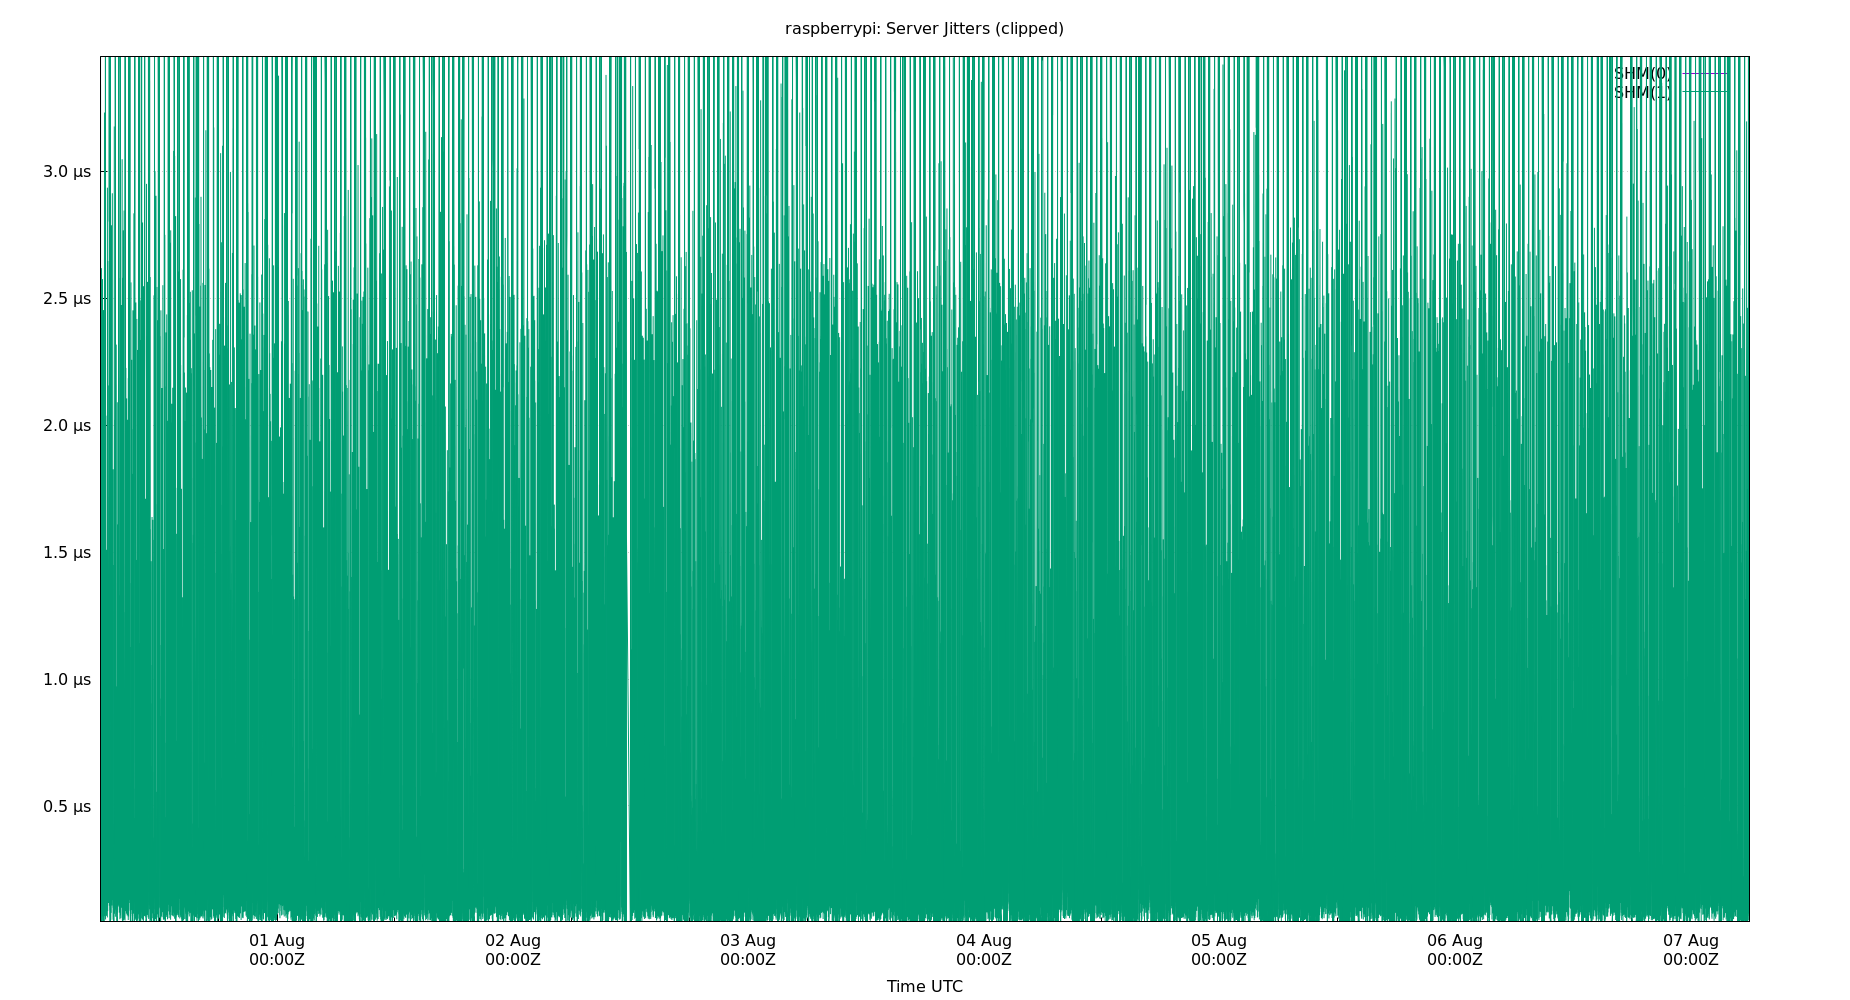 raspberrypi: Server Jitters (clipped)
SHM(0)
SHM(1)
3.0 µs
2.5 µs
2.0 µs
1.5 µs
1.0 µs
0.5 µs
01 Aug 02 Aug 03 Aug 04 Aug 05 Aug 06 Aug 07 Aug
00:00Z 00:00Z 00:00Z 00:00Z 00:00Z 00:00Z 00:00Z
Time UTC